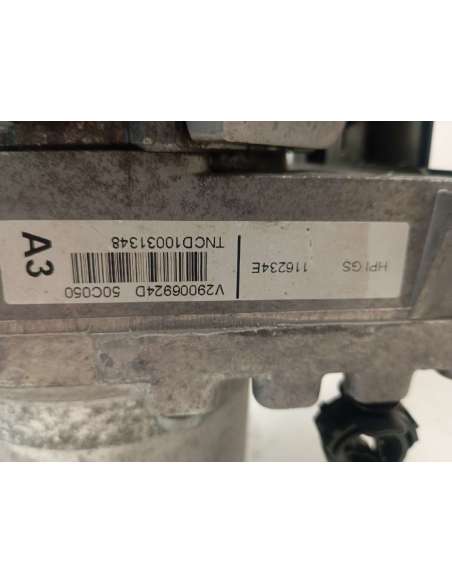 HPI GS
116234E
V29006924D 50C050
TNCD10031348
A3